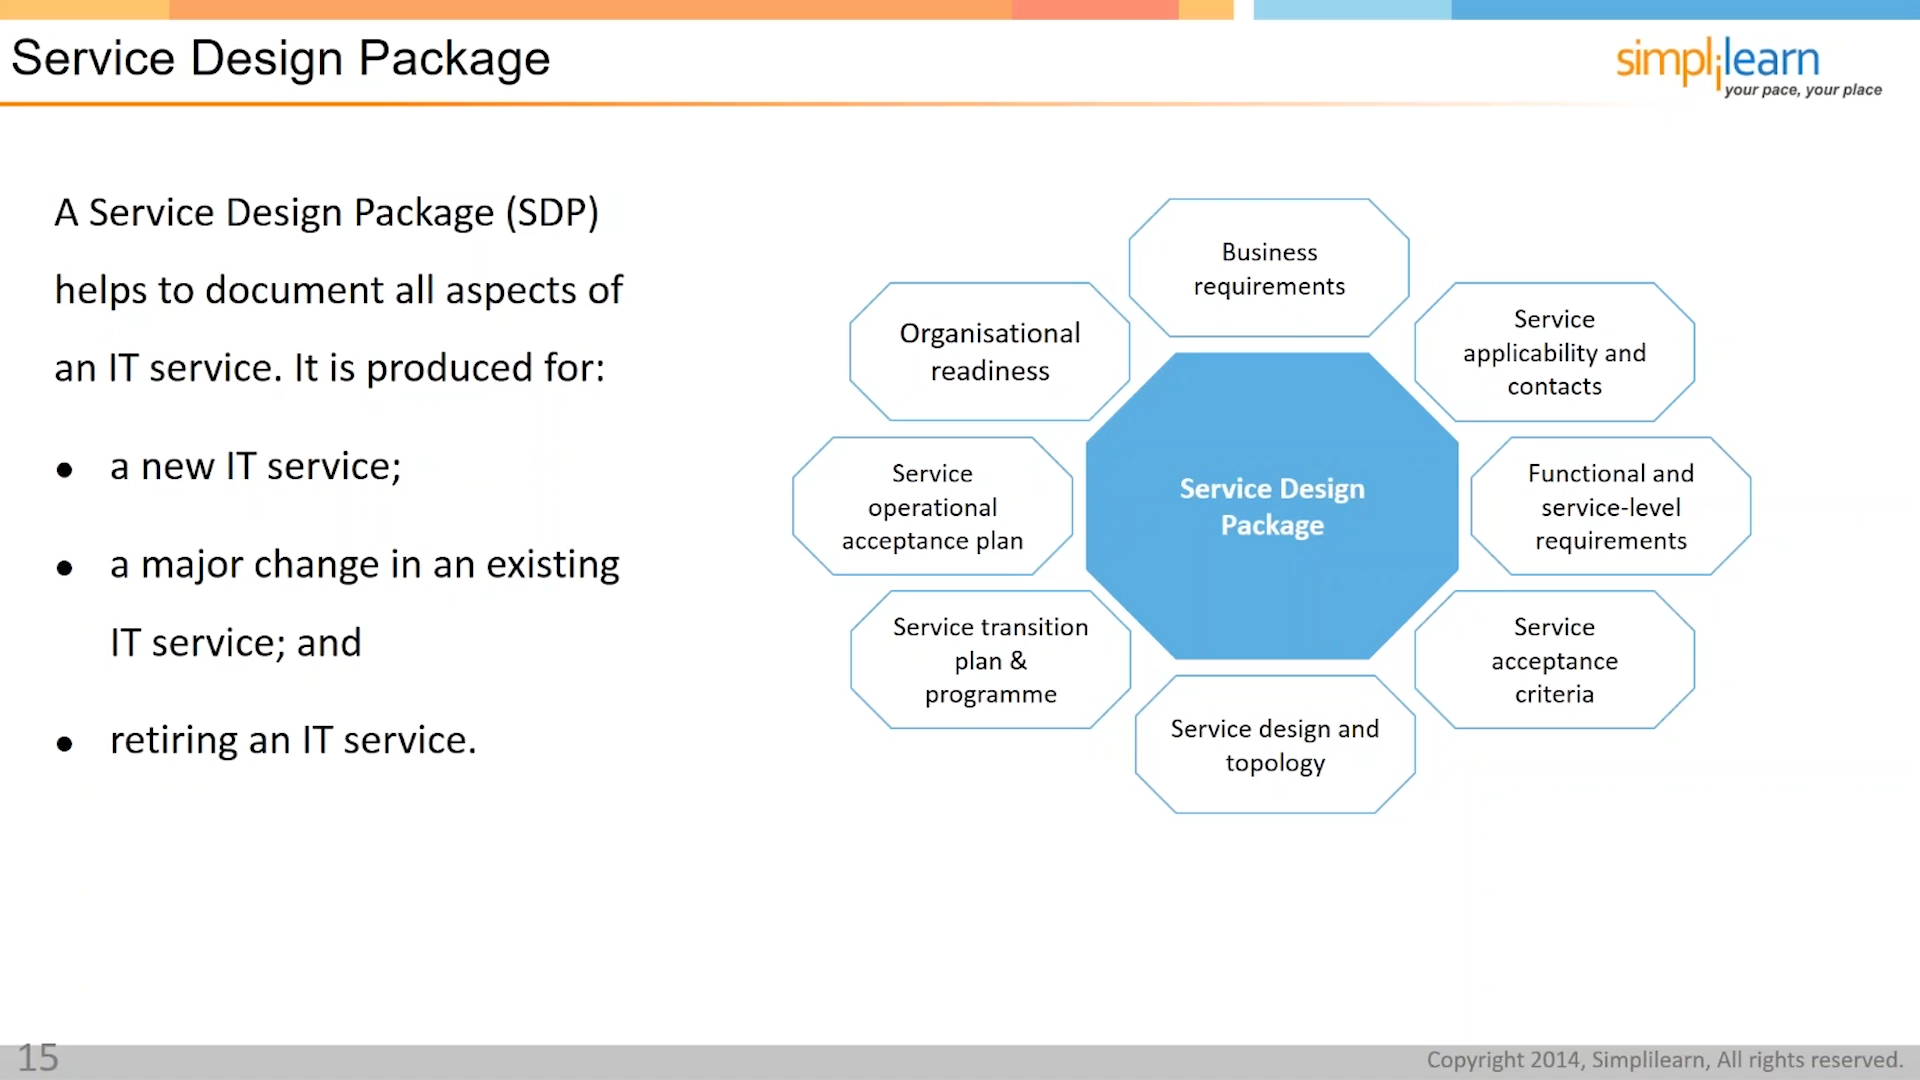 Service Design Package
simplilearn
your pace, your place
A Service Design Package (SDP)
helps to document all aspects of
an IT service. It is produced for:
● a new IT service;
● a major change in an existing
IT service; and
● retiring an IT service.
Business
requirements
Service
applicability and
contacts
Functional and
service-level
requirements
Service
acceptance
criteria
Service design and
topology
Service transition
plan &
programme
Service
operational
acceptance plan
Organisational
readiness
Service Design
Package
15
Copyright 2014, Simplilearn, All rights reserved.